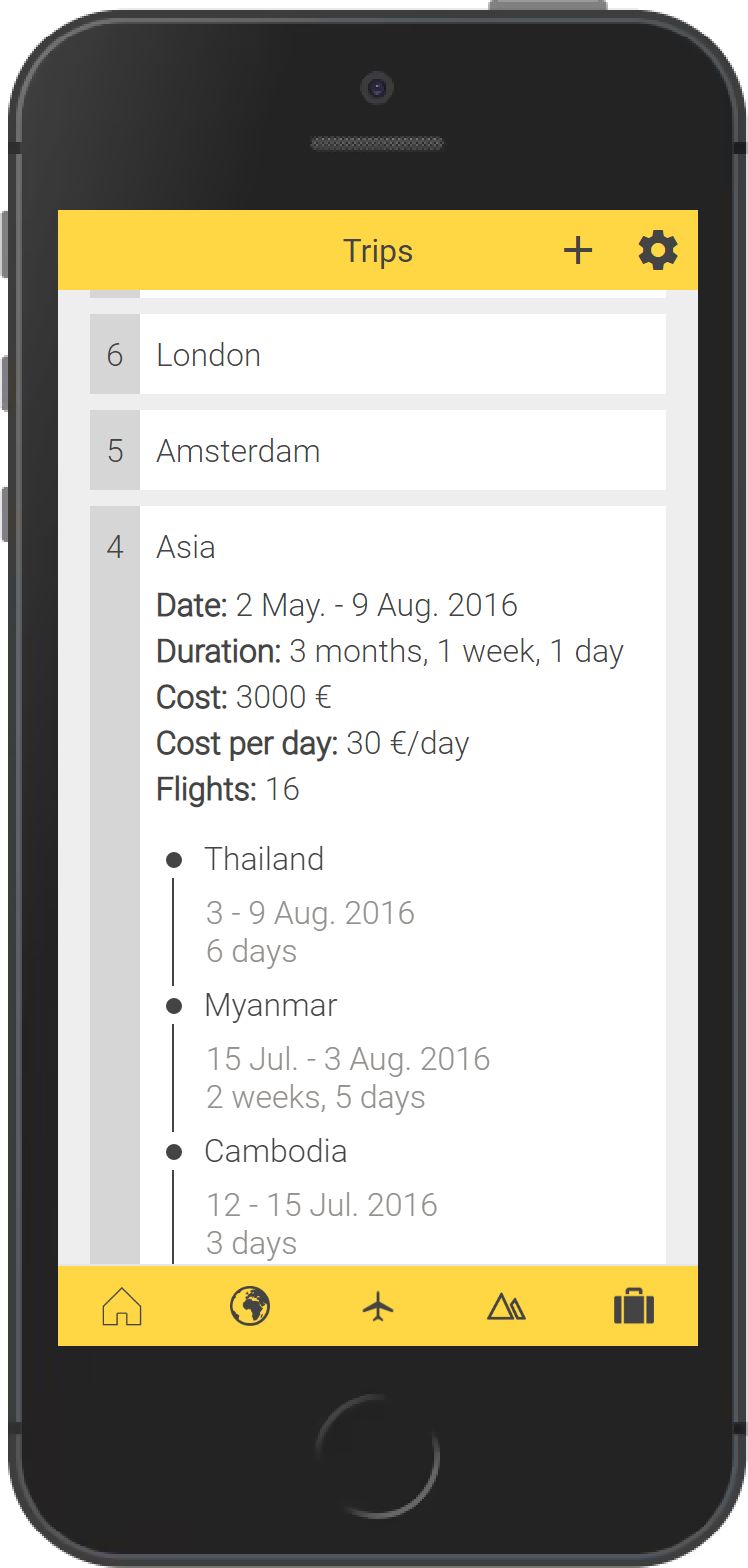 Trips
6 London
5 Amsterdam
4 Asia
Date: 2 May. - 9 Aug. 2016
Duration: 3 months, 1 week, 1 day
Cost: 3000 €
Cost per day: 30 €/day
Flights: 16
Thailand
3 - 9 Aug. 2016
6 days
Myanmar
15 Jul. - 3 Aug. 2016
2 weeks, 5 days
Cambodia
12 - 15 Jul. 2016
3 days